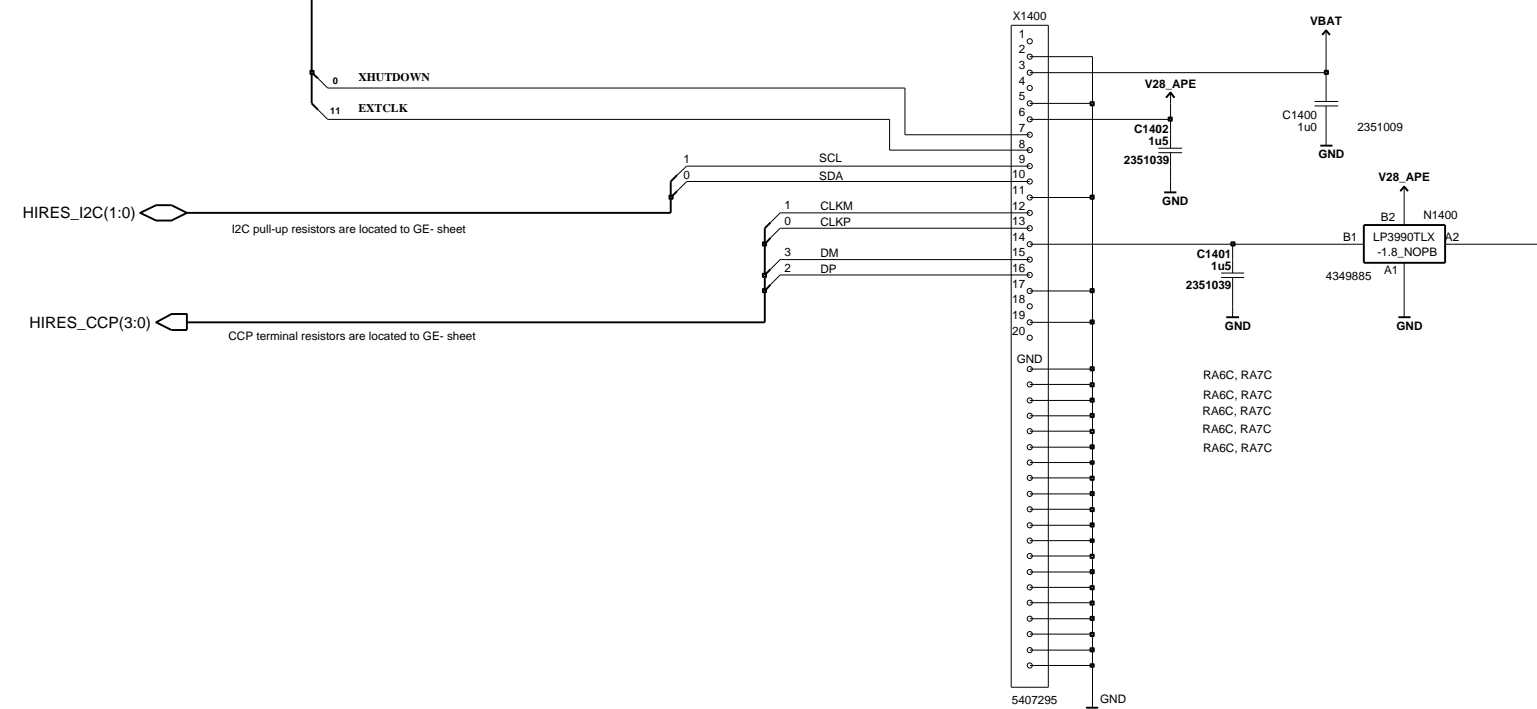 X1400
1
2
3
4
5
6
7
8
9
10
11
12
13
14
15
16
17
18
19
20
GND
5407295
GND
0 XHUTDOWN
11 EXTCLK
1 SCL
0 SDA
HIRES_I2C(1:0)
I2C pull-up resistors are located to GE- sheet
1 CLKM
0 CLKP
3 DM
2 DP
HIRES_CCP(3:0)
CCP terminal resistors are located to GE- sheet
VBAT
C1400
1u0
2351009
GND
V28_APE
C1402
1u5
2351039
GND
V28_APE
B2 N1400
B1 LP3990TLX A2
-1.8_NOPB
4349885 A1
GND
C1401
1u5
2351039
GND
RA6C, RA7C
RA6C, RA7C
RA6C, RA7C
RA6C, RA7C
RA6C, RA7C